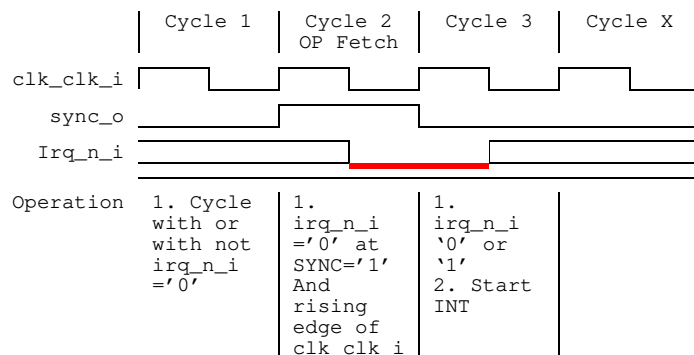 Cycle 1 Cycle 2 Cycle 3 Cycle X
OP Fetch
clk_clk_i
sync_o
Irq_n_i
Operation
1. Cycle
with or
with not
irq_n_i
=’0’
1.
irq_n_i
=’0’ at
SYNC=’1’
And
rising
edge of
clk_clk_i
1.
irq_n_i
‘0’ or
‘1’
2. Start
INT